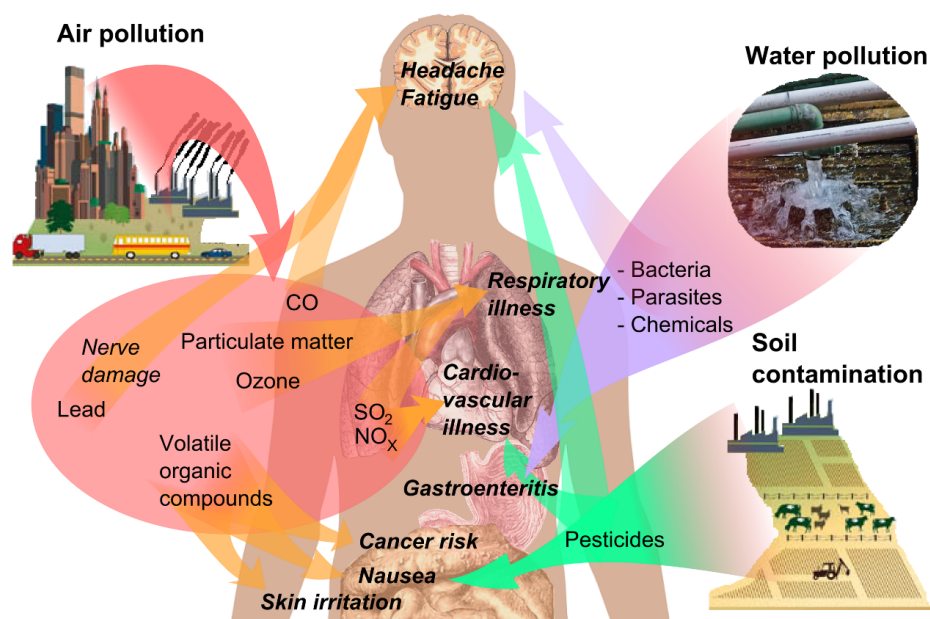 Air pollution
Water pollution
Headache
Fatigue
- Bacteria
- Parasites
- Chemicals
Respiratory
illness
CO
Particulate matter
Ozone
Nerve
damage
Lead
SO₂
NOₓ
Cardio-
vascular
illness
Soil
contamination
Volatile
organic
compounds
Gastroenteritis
Pesticides
Cancer risk
Nausea
Skin irritation